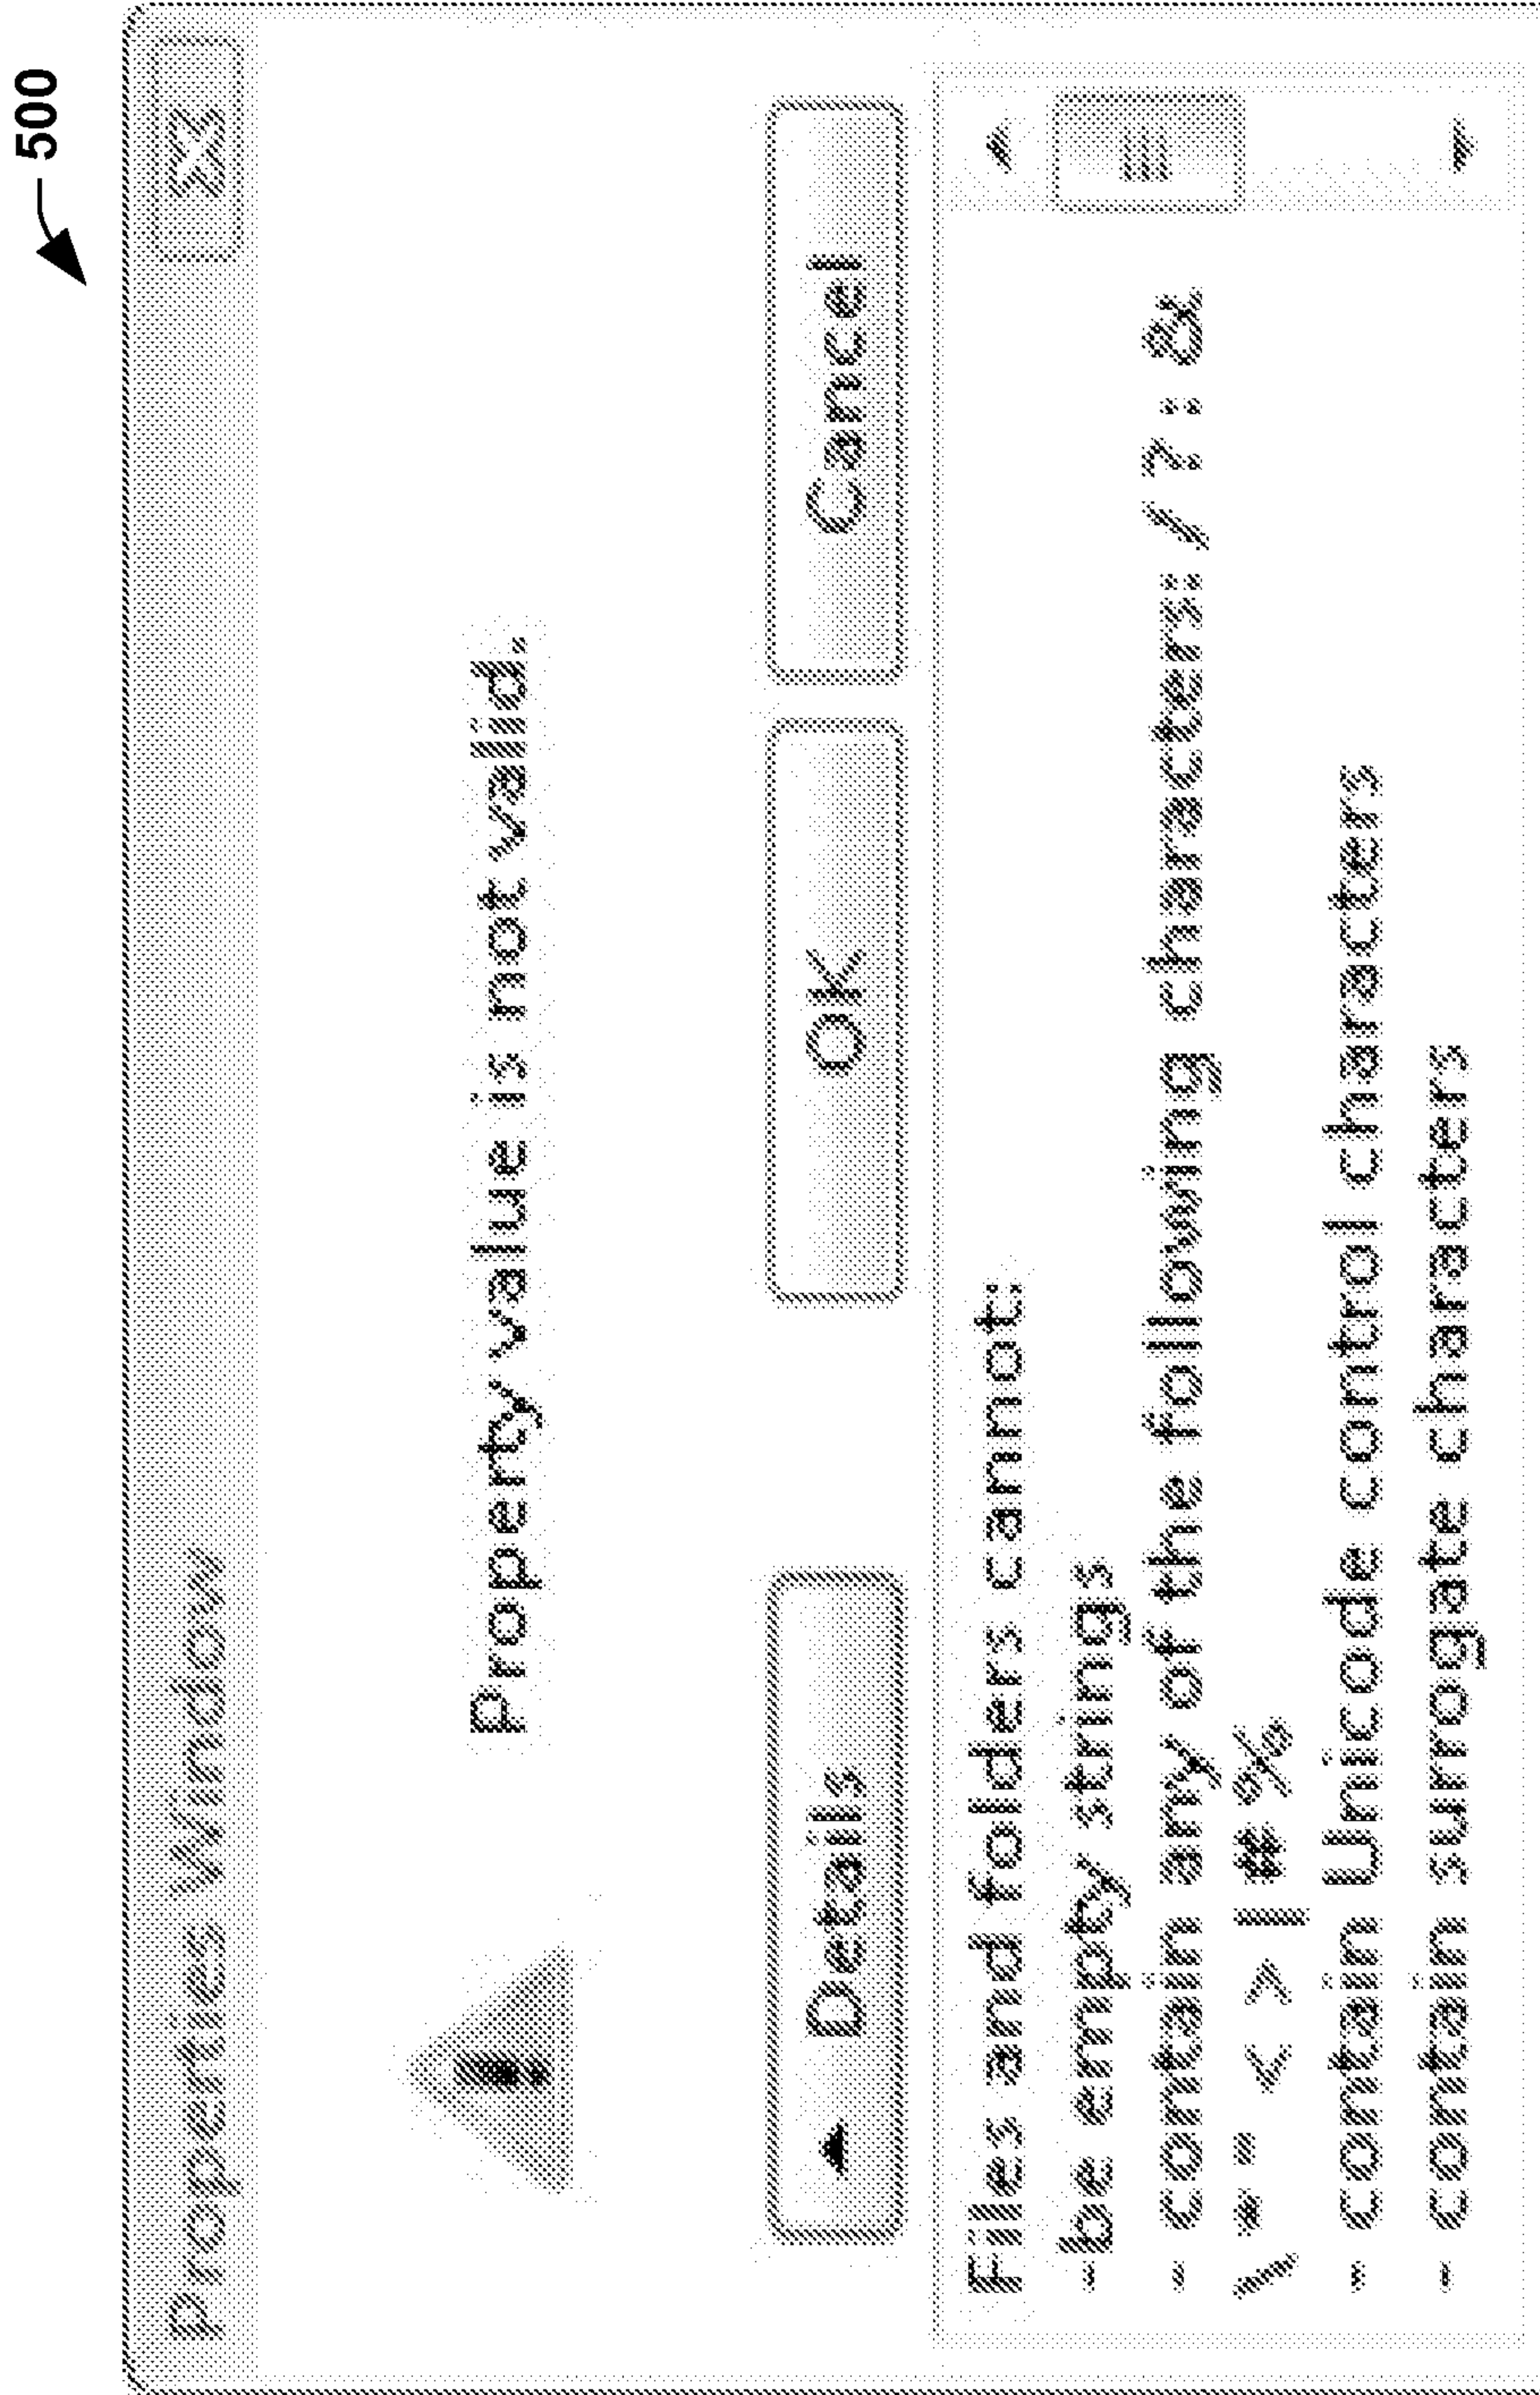 500
Properties Window
Property value is not valid.
Details
OK
Cancel
Files and folders cannot:
- be empty strings
- contain any of the following characters: / ? : &
\ * " < > | # %
- contain Unicode control characters
- contain surrogate characters